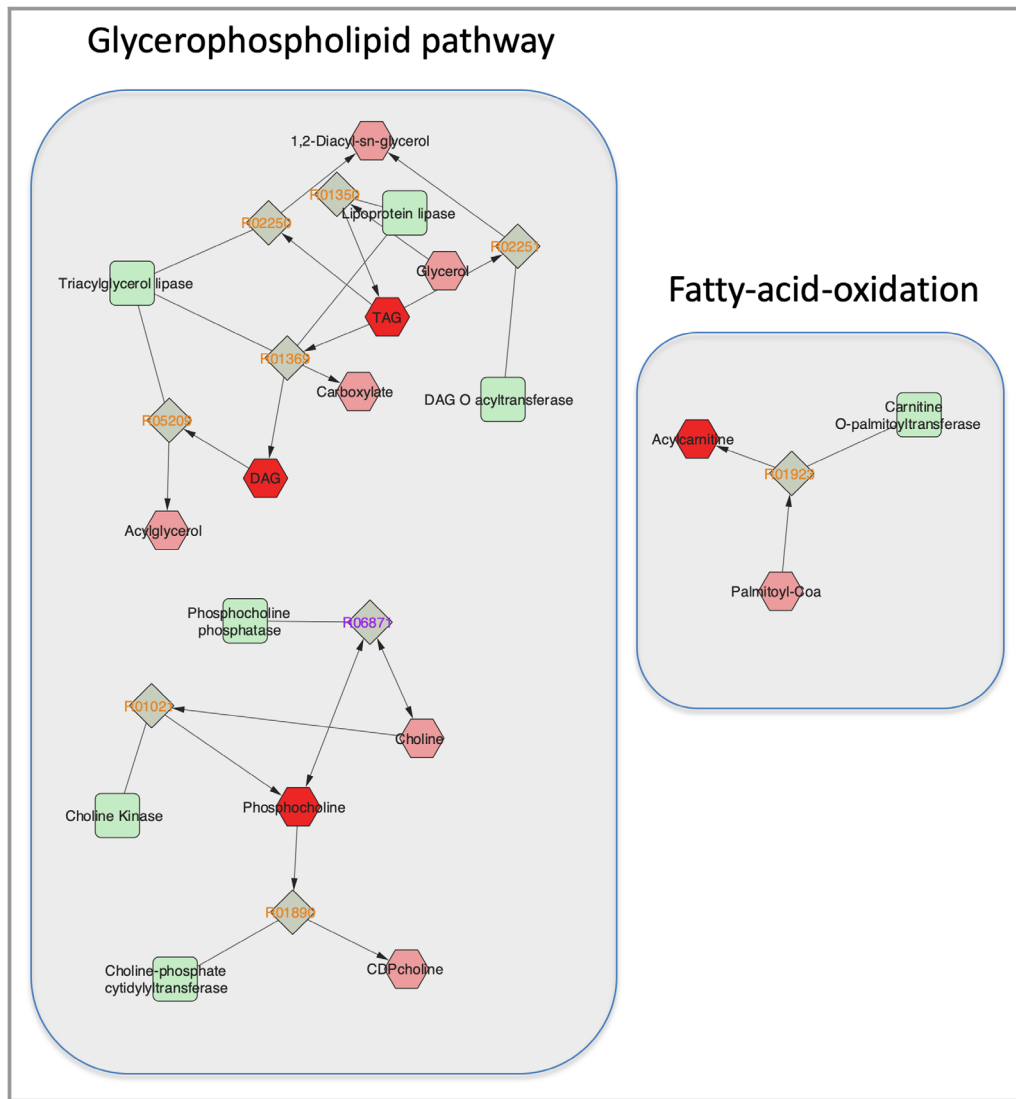 Glycerophospholipid pathway
1,2-Diacyl-sn-glycerol
R01350
Lipoprotein lipase
R02250
R02251
Glycerol
Triacylglycerol lipase
TAG
R01369
Carboxylate
DAG O acyltransferase
R05209
DAG
Acylglycerol
Phosphocholine
phosphatase
R06871
R01021
Choline
Phosphocholine
Choline Kinase
R01890
Choline-phosphate
cytidylyltransferase
CDPcholine
Fatty-acid-oxidation
Carnitine
O-palmitoyltransferase
Acylcarnitine
R01923
Palmitoyl-Coa